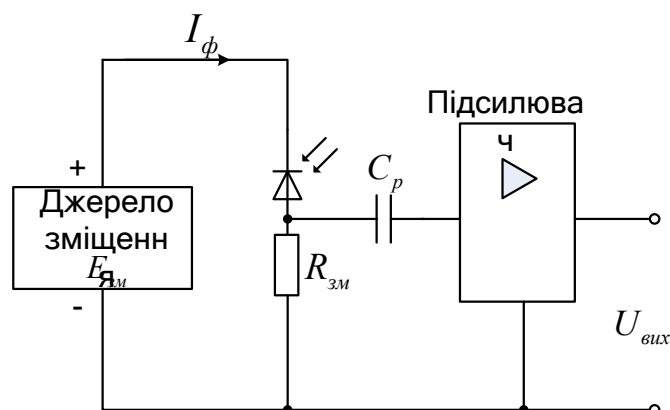 I_ф
Підсилюва
ч
C_р
+
Джерело
зміщенн
я
E_зм
-
R_зм
U_вих